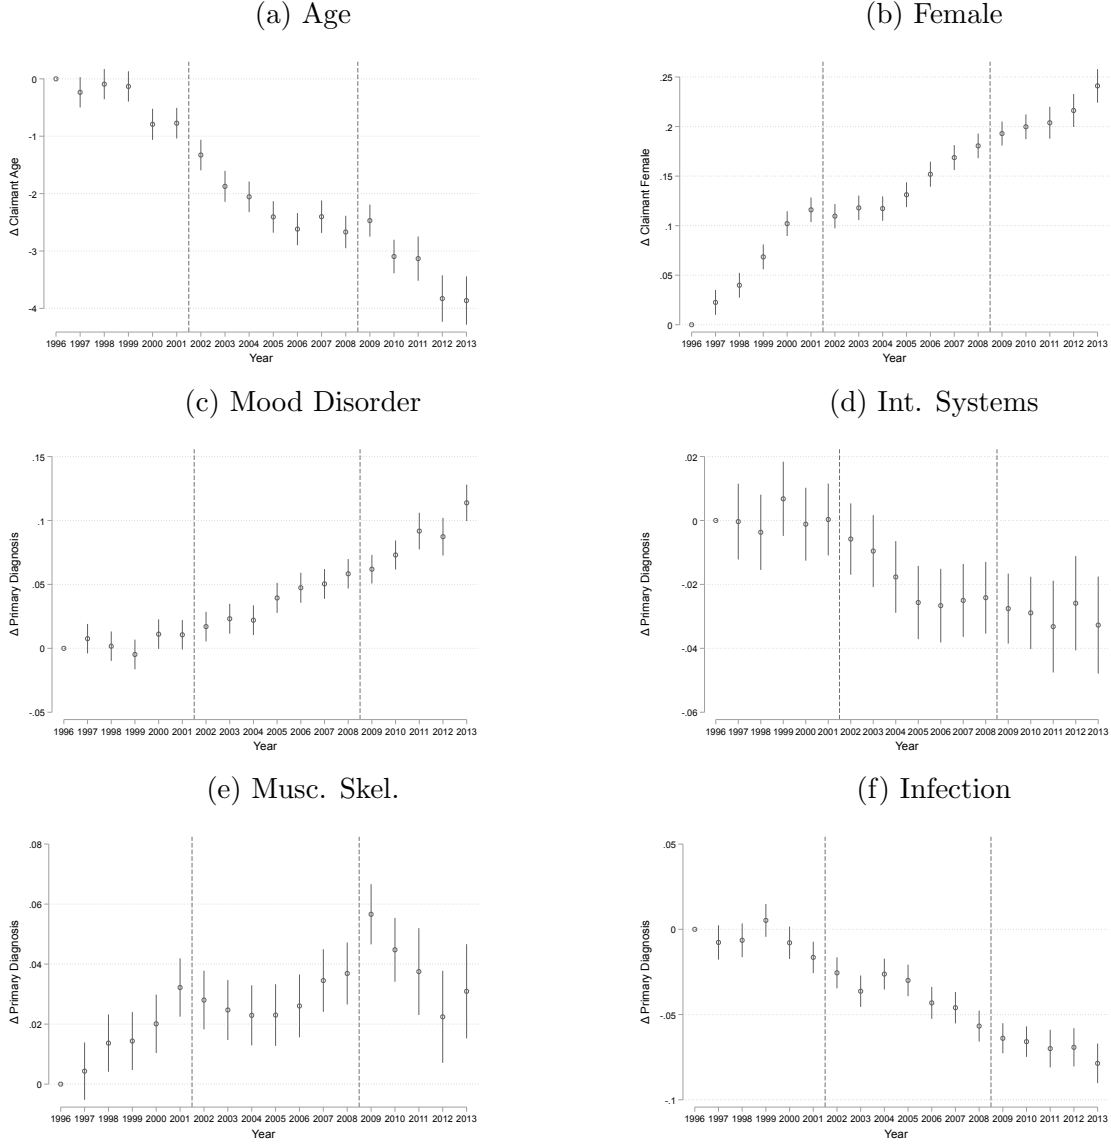 (a) Age
(b) Female
0
-1
-2
-3
-4
Δ Claimant Age
1996 1997 1998 1999 2000 2001 2002 2003 2004 2005 2006 2007 2008 2009 2010 2011 2012 2013
Year
.25
.2
.15
.1
.05
0
Δ Claimant Female
1996 1997 1998 1999 2000 2001 2002 2003 2004 2005 2006 2007 2008 2009 2010 2011 2012 2013
Year
(c) Mood Disorder
(d) Int. Systems
.15
.1
.05
0
-.05
Δ Primary Diagnosis
1996 1997 1998 1999 2000 2001 2002 2003 2004 2005 2006 2007 2008 2009 2010 2011 2012 2013
Year
.02
0
-.02
-.04
-.06
Δ Primary Diagnosis
1996 1997 1998 1999 2000 2001 2002 2003 2004 2005 2006 2007 2008 2009 2010 2011 2012 2013
Year
(e) Musc. Skel.
(f) Infection
.08
.06
.04
.02
0
Δ Primary Diagnosis
1996 1997 1998 1999 2000 2001 2002 2003 2004 2005 2006 2007 2008 2009 2010 2011 2012 2013
Year
.05
0
-.05
-.1
Δ Primary Diagnosis
1996 1997 1998 1999 2000 2001 2002 2003 2004 2005 2006 2007 2008 2009 2010 2011 2012 2013
Year